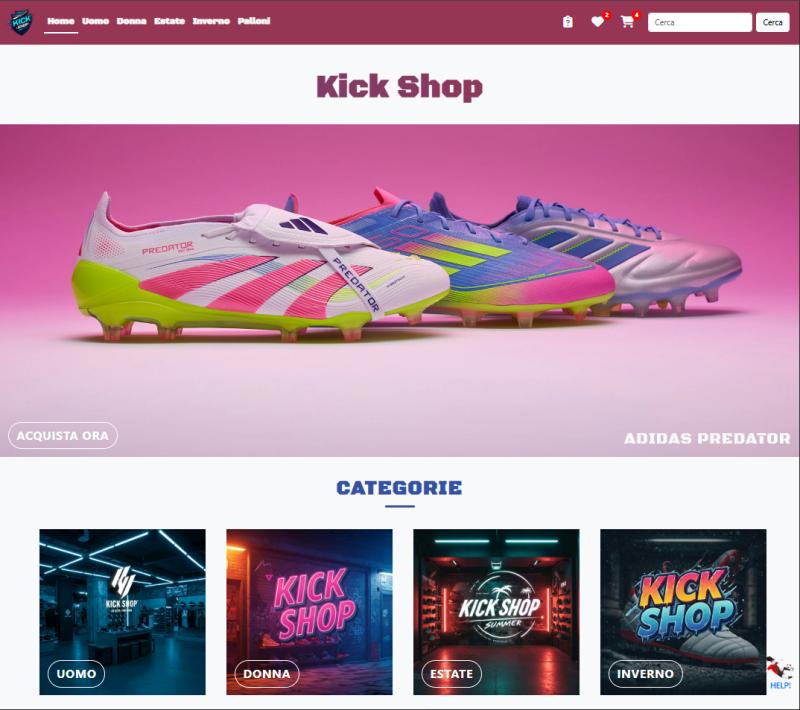 KICK
Home Uomo Donna Estate Inverno Palloni
2
4
Cerca
Cerca
Kick Shop
PREDATOR
PREDATOR
ACQUISTA ORA
ADIDAS PREDATOR
CATEGORIE
KICK SHOP
UOMO
KICK
SHOP
DONNA
KICK SHOP
SUMMER
ESTATE
KICK
SHOP
INVERNO
HELP!